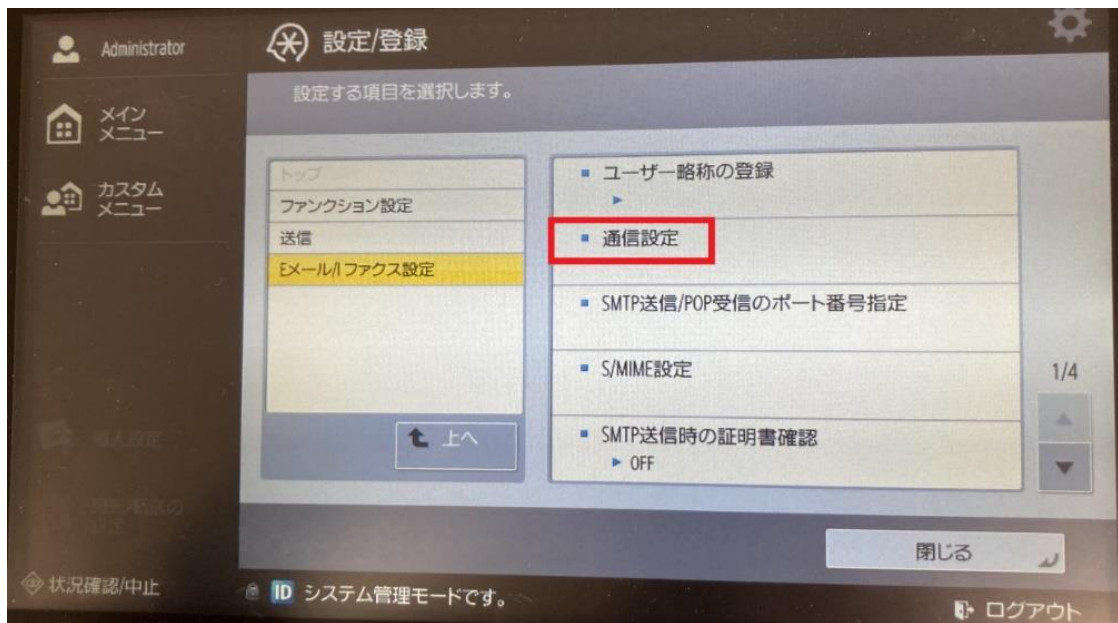 Administrator
設定/登録
設定する項目を選択します。
メイン
メニュー
カスタム
メニュー
トップ
ファンクション設定
送信
Eメール/I ファクス設定
上へ
ユーザー略称の登録
通信設定
SMTP送信/POP受信のポート番号指定
S/MIME設定
SMTP送信時の証明書確認
OFF
1/4
個人設定
閉じる
状況確認/中止
ID システム管理モードです。
ログアウト